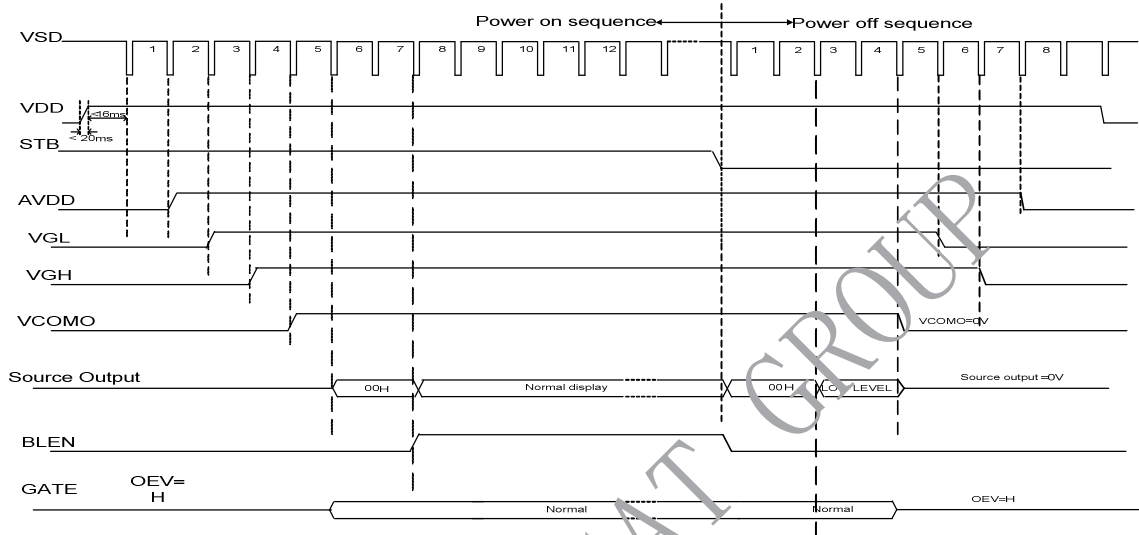 Power on sequence Power off sequence
VSD 1 2 3 4 5 6 7 8 9 10 11 12 1 2 3 4 5 6 7 8
VDD <16ms
< 20ms
STB
AVDD
VGL
VGH
VCOMO VCOMO=0V
Source Output 00H Normal display 00H LOW LEVEL Source output =0V
BLEN
GATE OEV=
H
Normal Normal OEV=H
AT GROUP